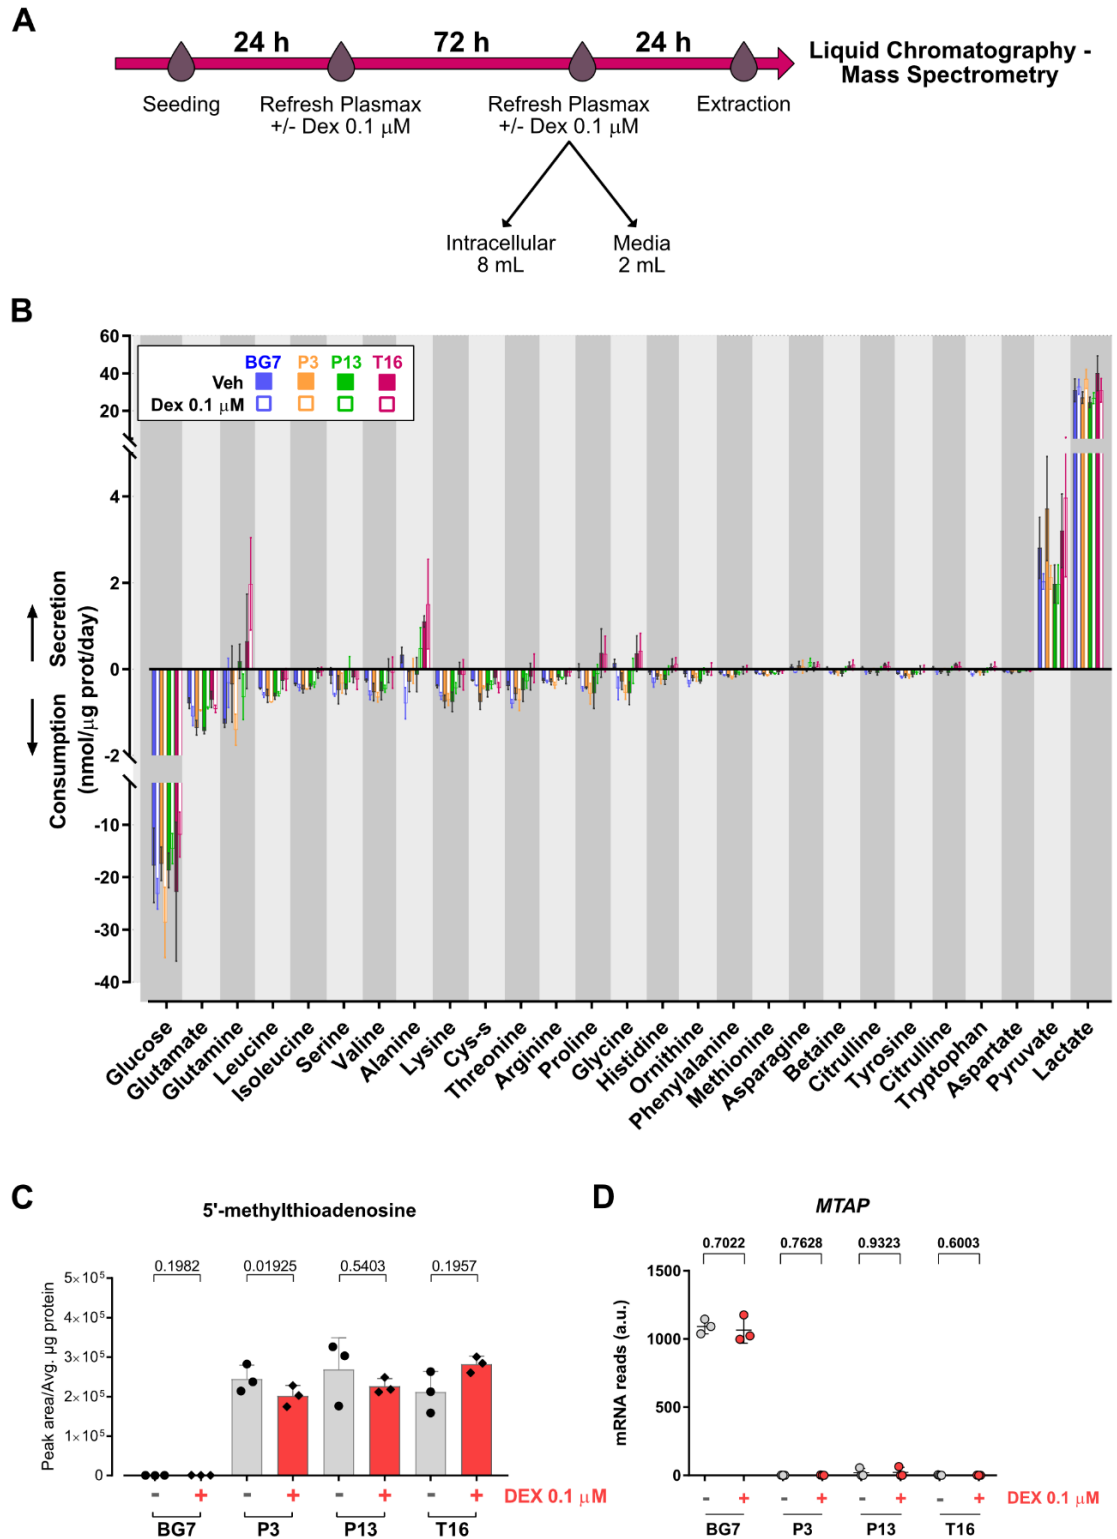 A
24 h
72 h
24 h
Liquid Chromatography -
Mass Spectrometry
Seeding
Refresh Plasmax
+/- Dex 0.1 μM
Refresh Plasmax
+/- Dex 0.1 μM
Extraction
Intracellular
8 mL
Media
2 mL
B
BG7 P3 P13 T16
Veh
Dex 0.1 μM
Secretion
Consumption
(nmol/μg prot/day)
60
40
20
4
2
0
-2
-10
-20
-30
-40
Glucose
Glutamate
Glutamine
Leucine
Isoleucine
Serine
Valine
Alanine
Lysine
Cys-s
Threonine
Arginine
Proline
Glycine
Histidine
Ornithine
Phenylalanine
Methionine
Asparagine
Betaine
Citrulline
Tyrosine
Citrulline
Tryptophan
Aspartate
Pyruvate
Lactate
C
5'-methylthioadenosine
0.1982 0.01925 0.5403 0.1957
Peak area/Avg. μg protein
5×10⁵
4×10⁵
3×10⁵
2×10⁵
1×10⁵
0
- + - + - + - + DEX 0.1 μM
BG7 P3 P13 T16
D
MTAP
0.7022 0.7628 0.9323 0.6003
mRNA reads (a.u.)
1500
1000
500
0
- + - + - + - + DEX 0.1 μM
BG7 P3 P13 T16